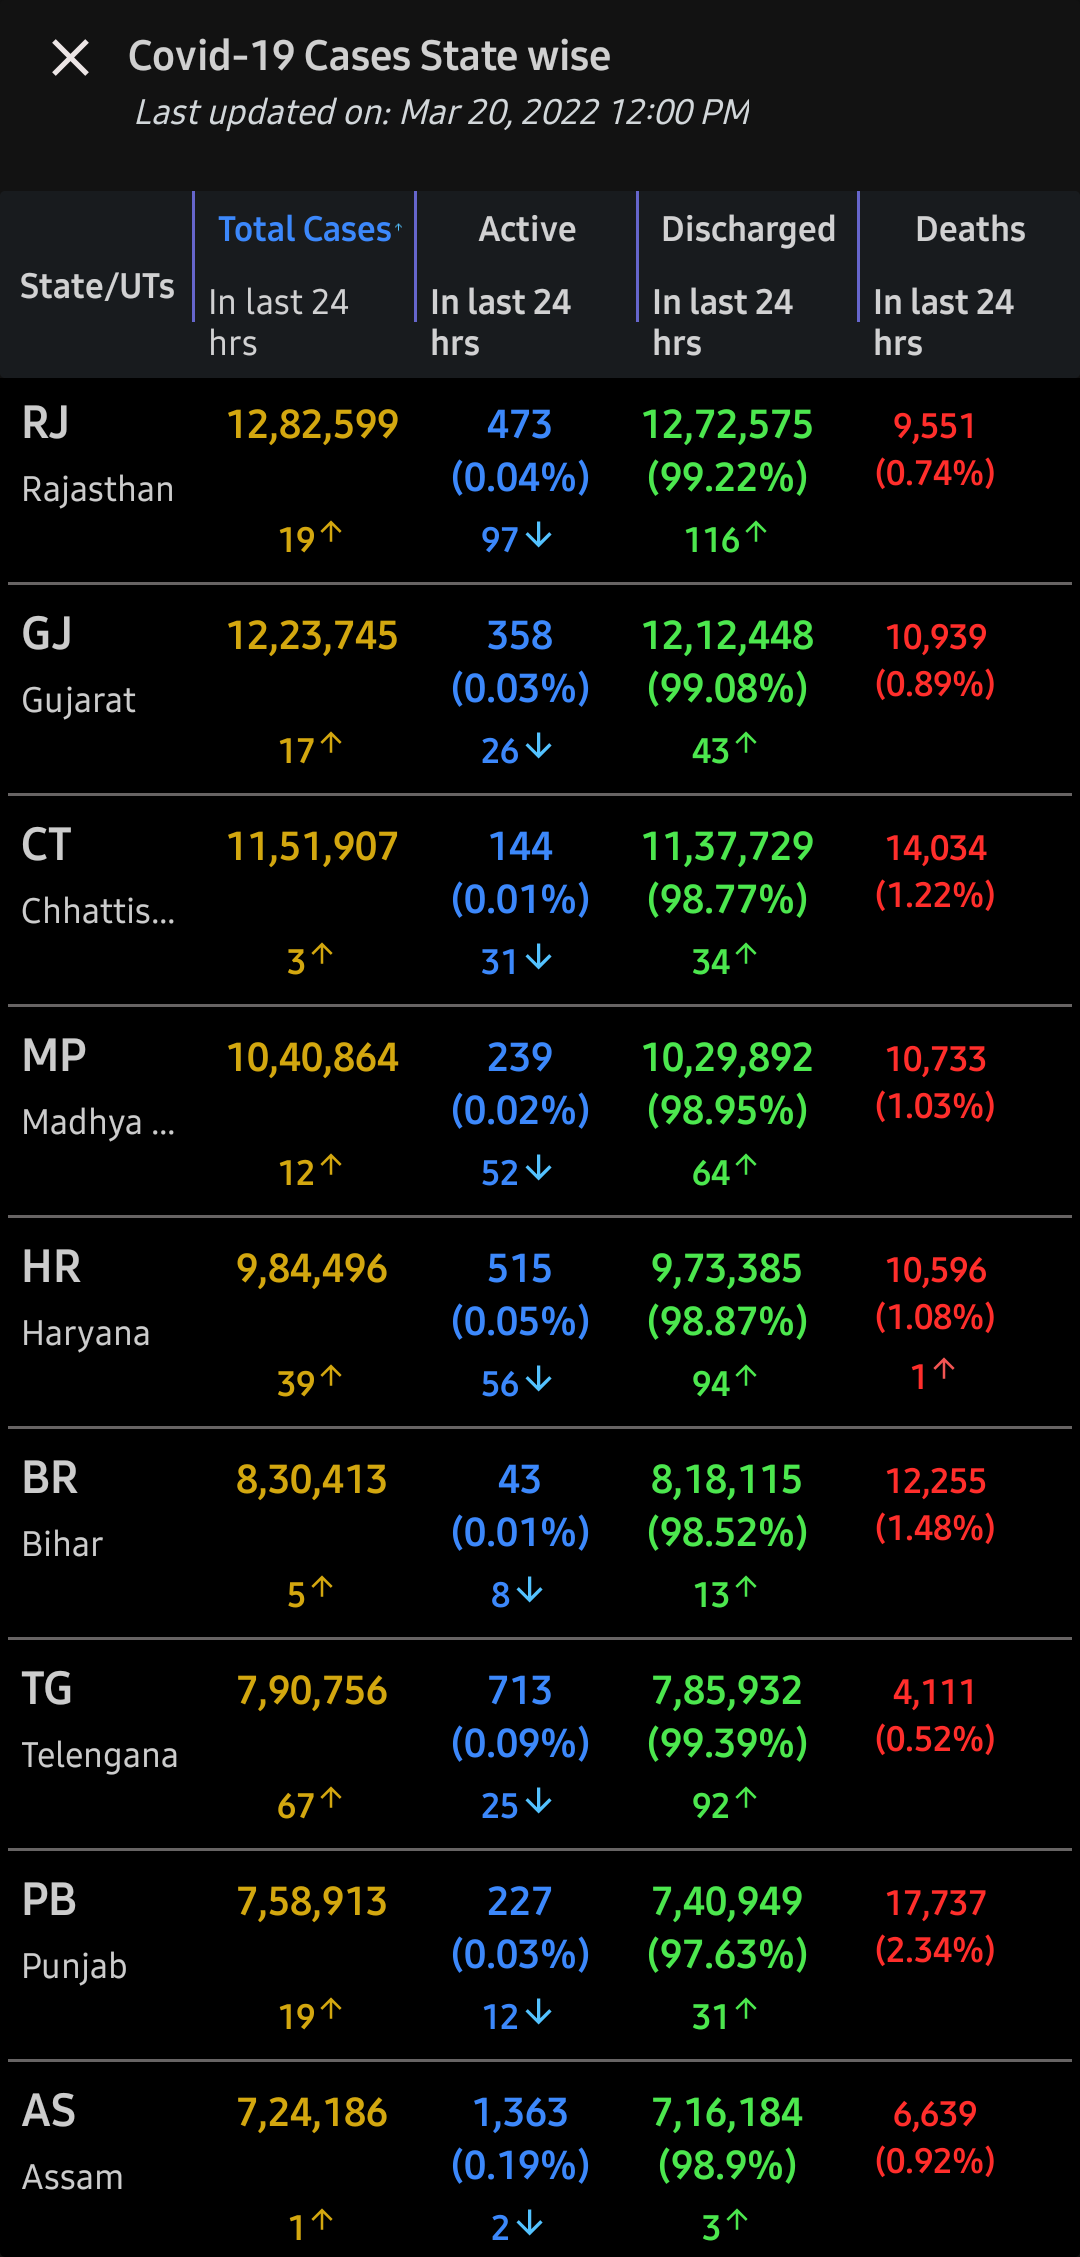 Covid-19 Cases State wise
Last updated on: Mar 20, 2022 12:00 PM
State/UTs
Total Cases↑ Active Discharged Deaths
In last 24 hrs In last 24 hrs In last 24 hrs In last 24 hrs
RJ 12,82,599 473 12,72,575 9,551
Rajasthan (0.04%) (99.22%) (0.74%)
19↑ 97↓ 116↑
GJ 12,23,745 358 12,12,448 10,939
Gujarat (0.03%) (99.08%) (0.89%)
17↑ 26↓ 43↑
CT 11,51,907 144 11,37,729 14,034
Chhattis... (0.01%) (98.77%) (1.22%)
3↑ 31↓ 34↑
MP 10,40,864 239 10,29,892 10,733
Madhya ... (0.02%) (98.95%) (1.03%)
12↑ 52↓ 64↑
HR 9,84,496 515 9,73,385 10,596
Haryana (0.05%) (98.87%) (1.08%)
39↑ 56↓ 94↑ 1↑
BR 8,30,413 43 8,18,115 12,255
Bihar (0.01%) (98.52%) (1.48%)
5↑ 8↓ 13↑
TG 7,90,756 713 7,85,932 4,111
Telengana (0.09%) (99.39%) (0.52%)
67↑ 25↓ 92↑
PB 7,58,913 227 7,40,949 17,737
Punjab (0.03%) (97.63%) (2.34%)
19↑ 12↓ 31↑
AS 7,24,186 1,363 7,16,184 6,639
Assam (0.19%) (98.9%) (0.92%)
1↑ 2↓ 3↑